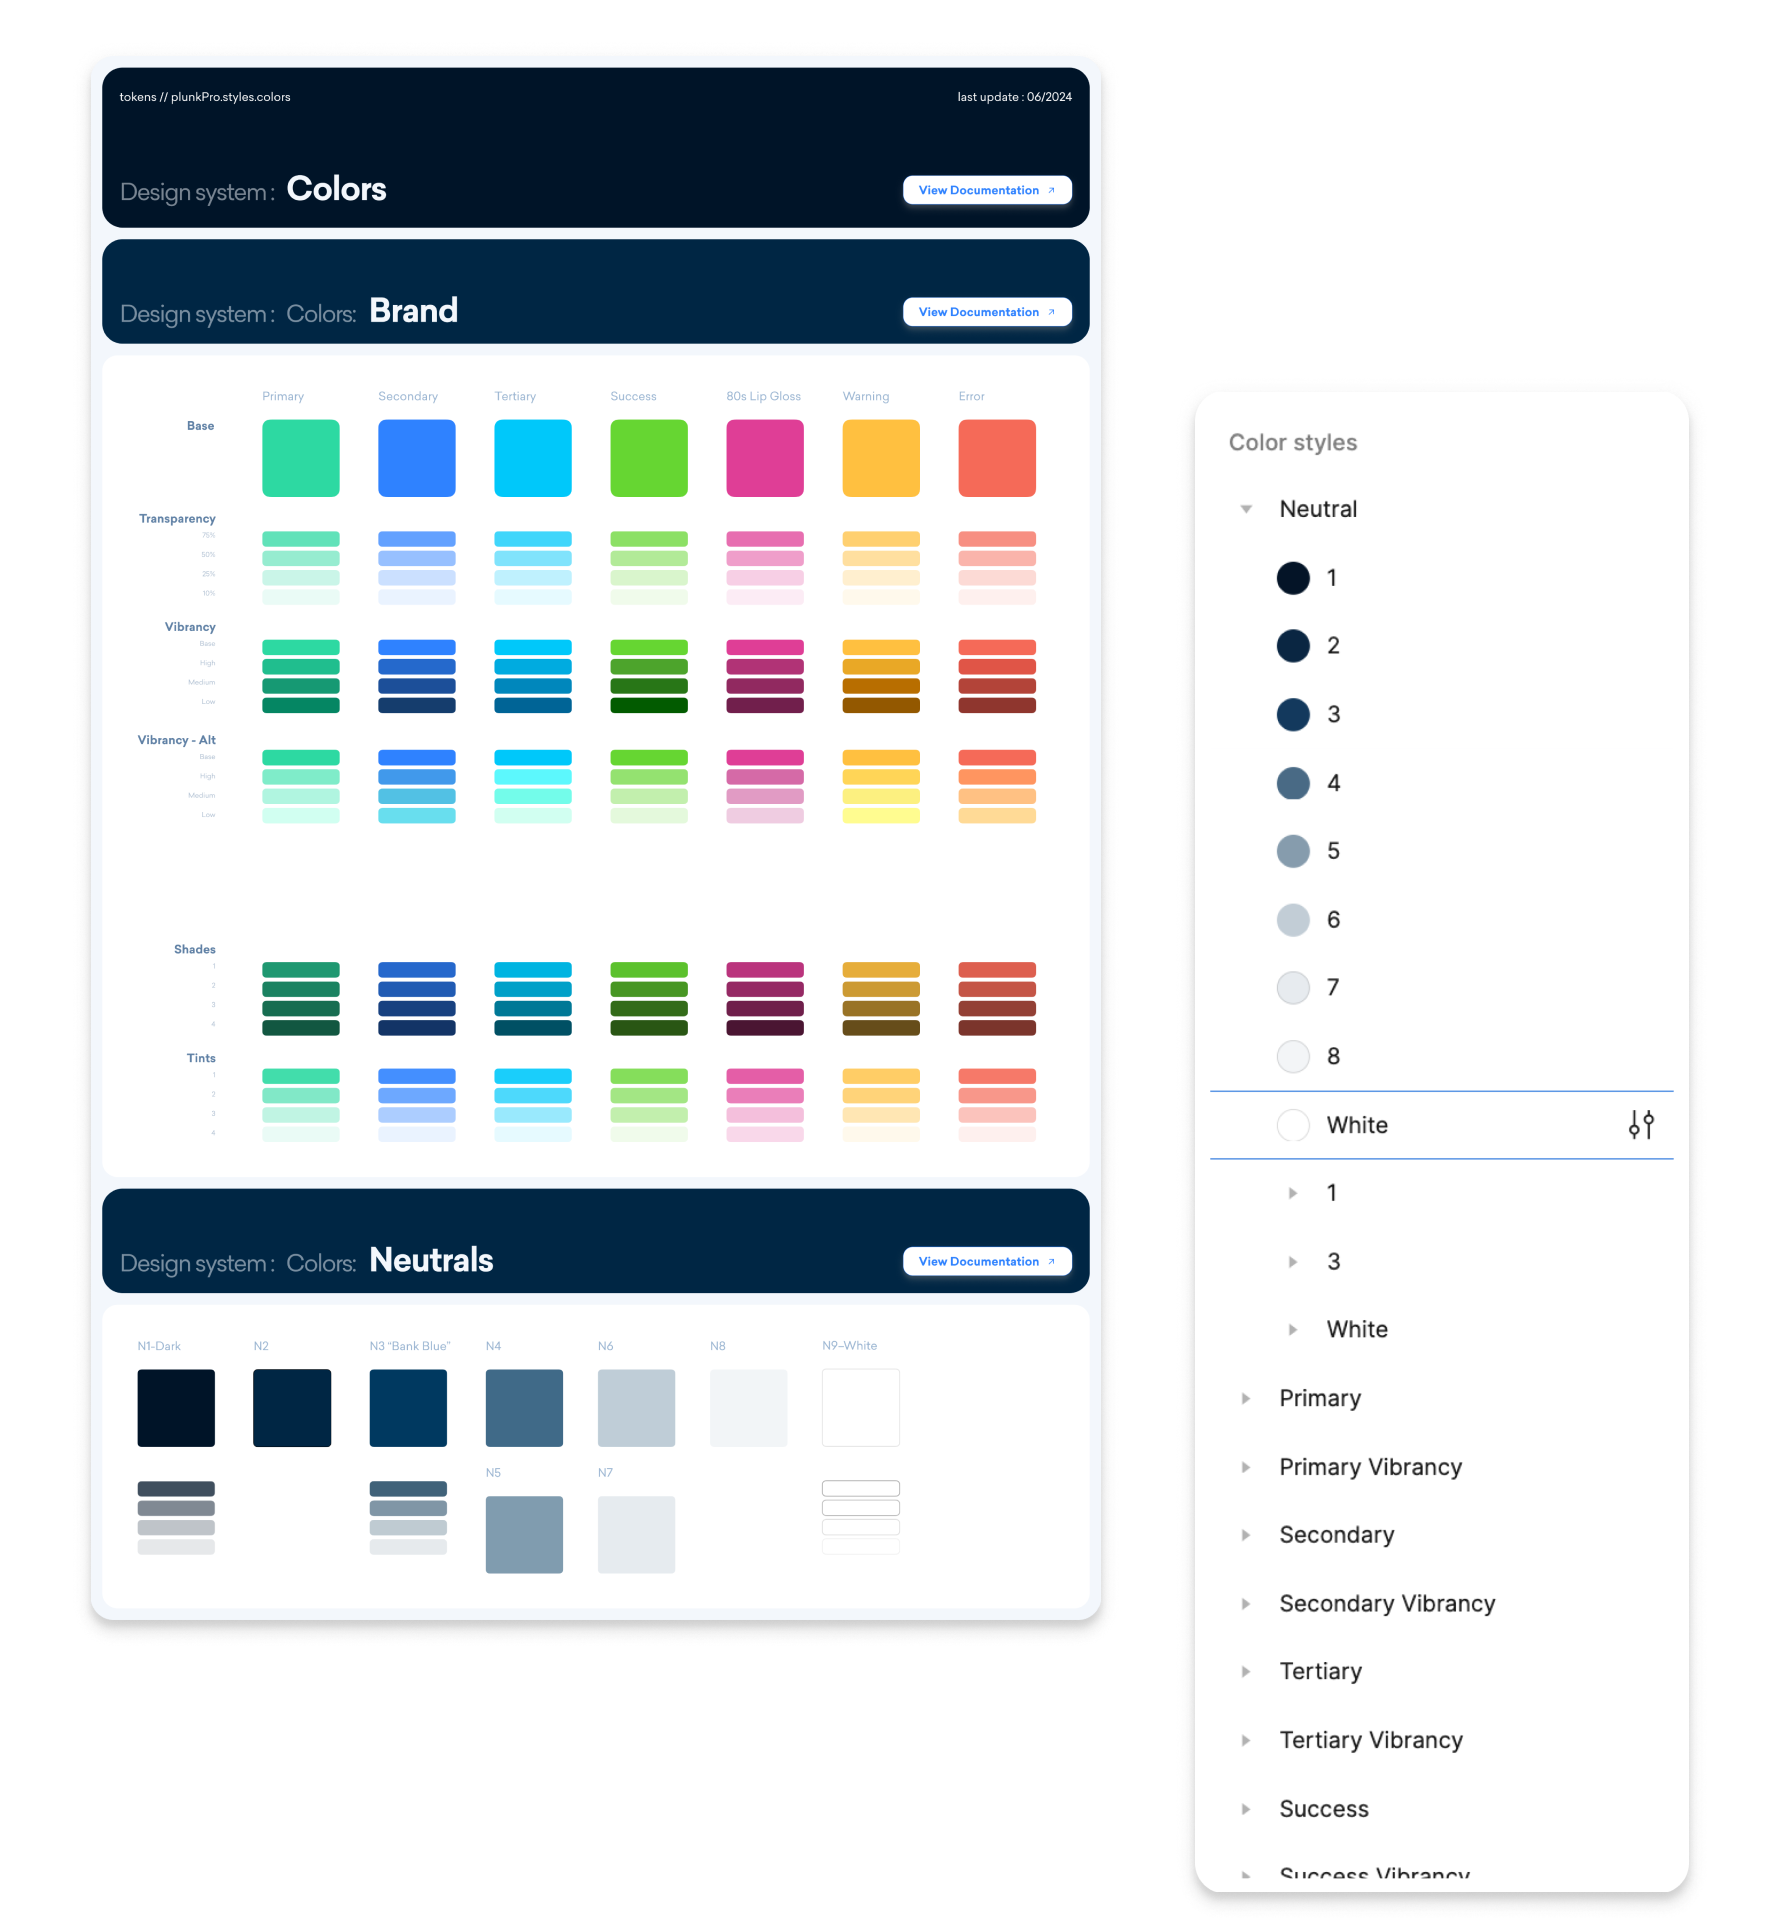 tokens // plunkPro.styles.colors
last update : 06/2024
Design system : Colors
View Documentation
Design system : Colors: Brand
View Documentation
Primary Secondary Tertiary Success 80s Lip Gloss Warning Error
Base
Transparency
75%
50%
25%
10%
Vibrancy
Base
High
Medium
Low
Vibrancy - Alt
Base
High
Medium
Low
Shades
1
2
3
4
Tints
1
2
3
4
Design system : Colors: Neutrals
View Documentation
N1-Dark N2 N3 “Bank Blue” N4 N6 N8 N9–White
N5 N7
Color styles
Neutral
1
2
3
4
5
6
7
8
White
1
3
White
Primary
Primary Vibrancy
Secondary
Secondary Vibrancy
Tertiary
Tertiary Vibrancy
Success
Success Vibrancy